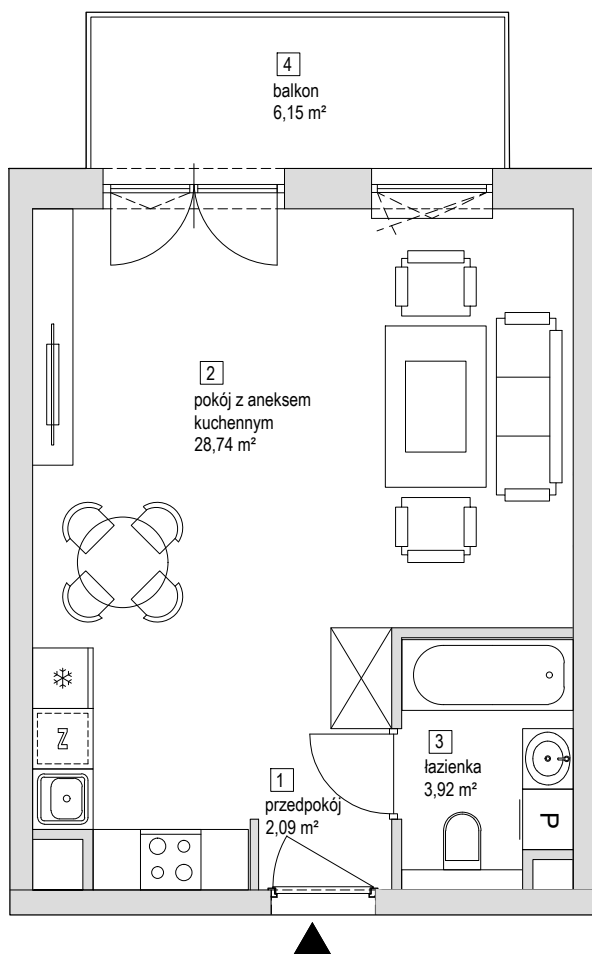 4
balkon
6,15 m²
2
pokój z aneksem
kuchennym
28,74 m²
Z
3
łazienka
3,92 m²
1
przedpokój
2,09 m²
P